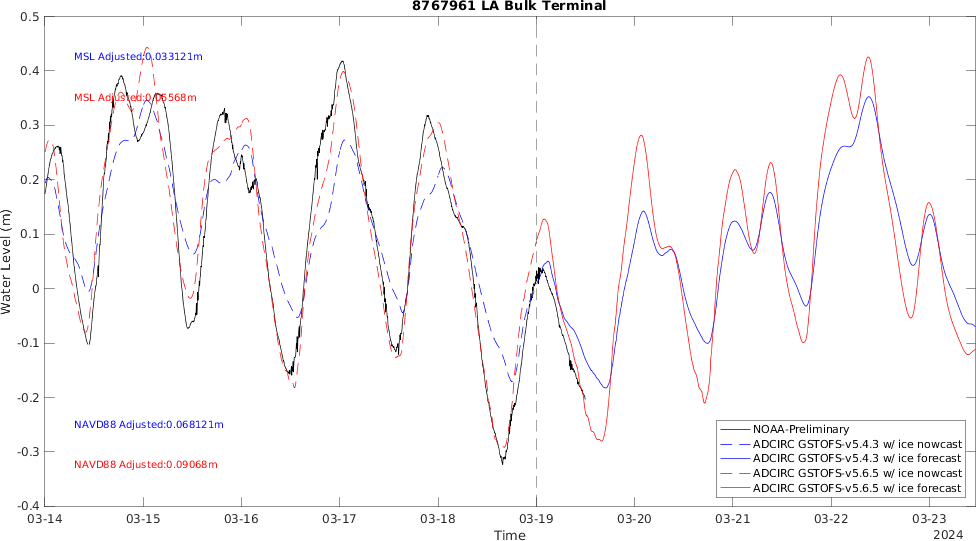 8767961 LA Bulk Terminal
0.5
MSL Adjusted:0.033121m
0.4
MSL Adjusted:0.05568m
0.3
0.2
0.1
Water Level (m)
0
-0.1
-0.2
NAVD88 Adjusted:0.068121m
-0.3
NAVD88 Adjusted:0.09068m
-0.4
NOAA-Preliminary
ADCIRC GSTOFS-v5.4.3 w/ ice nowcast
ADCIRC GSTOFS-v5.4.3 w/ ice forecast
ADCIRC GSTOFS-v5.6.5 w/ ice nowcast
ADCIRC GSTOFS-v5.6.5 w/ ice forecast
03-14 03-15 03-16 03-17 03-18 03-19 03-20 03-21 03-22 03-23
Time
2024